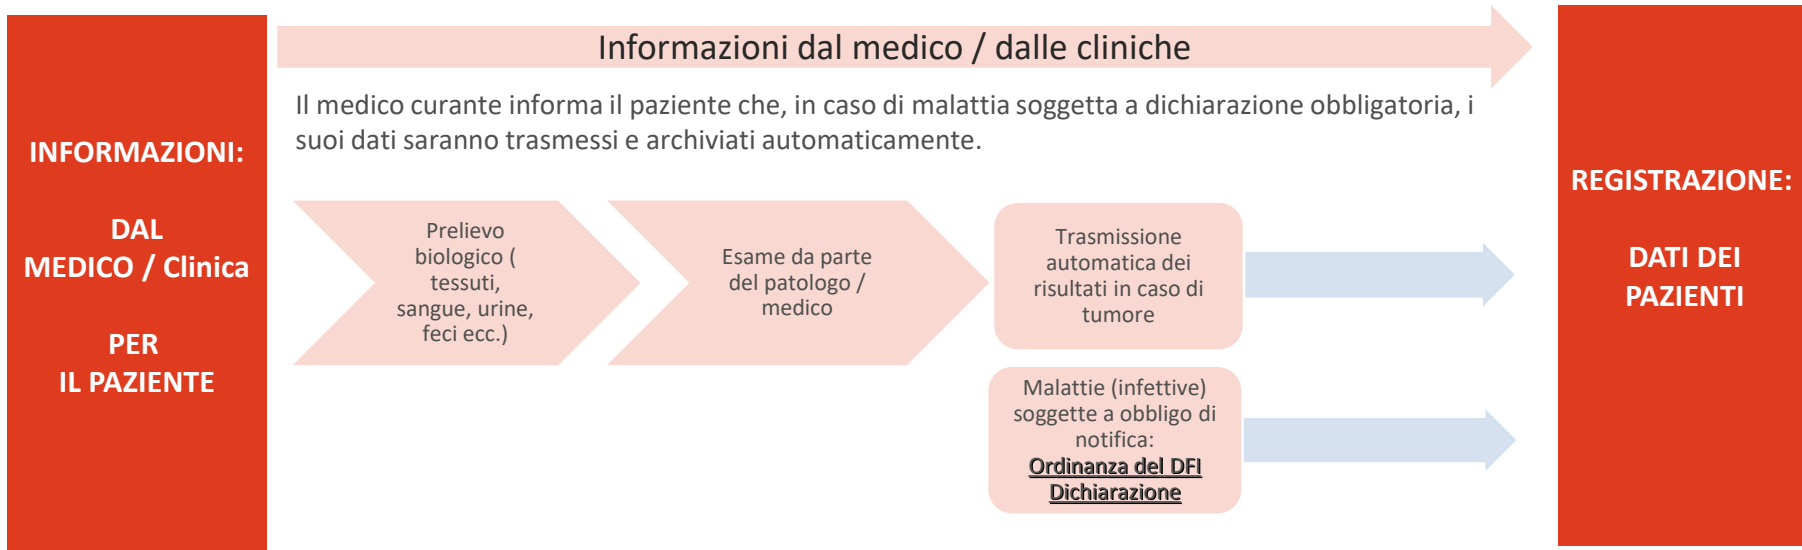 INFORMAZIONI:
DAL
MEDICO / Clinica
PER
IL PAZIENTE
Informazioni dal medico / dalle cliniche
Il medico curante informa il paziente che, in caso di malattia soggetta a dichiarazione obbligatoria, i
suoi dati saranno trasmessi e archiviati automaticamente.
Prelievo
biologico (
tessuti,
sangue, urine,
feci ecc.)
Esame da parte
del patologo /
medico
Trasmissione
automatica dei
risultati in caso di
tumore
Malattie (infettive)
soggette a obbligo di
notifica:
Ordinanza del DFI
Dichiarazione
REGISTRAZIONE:
DATI DEI
PAZIENTI